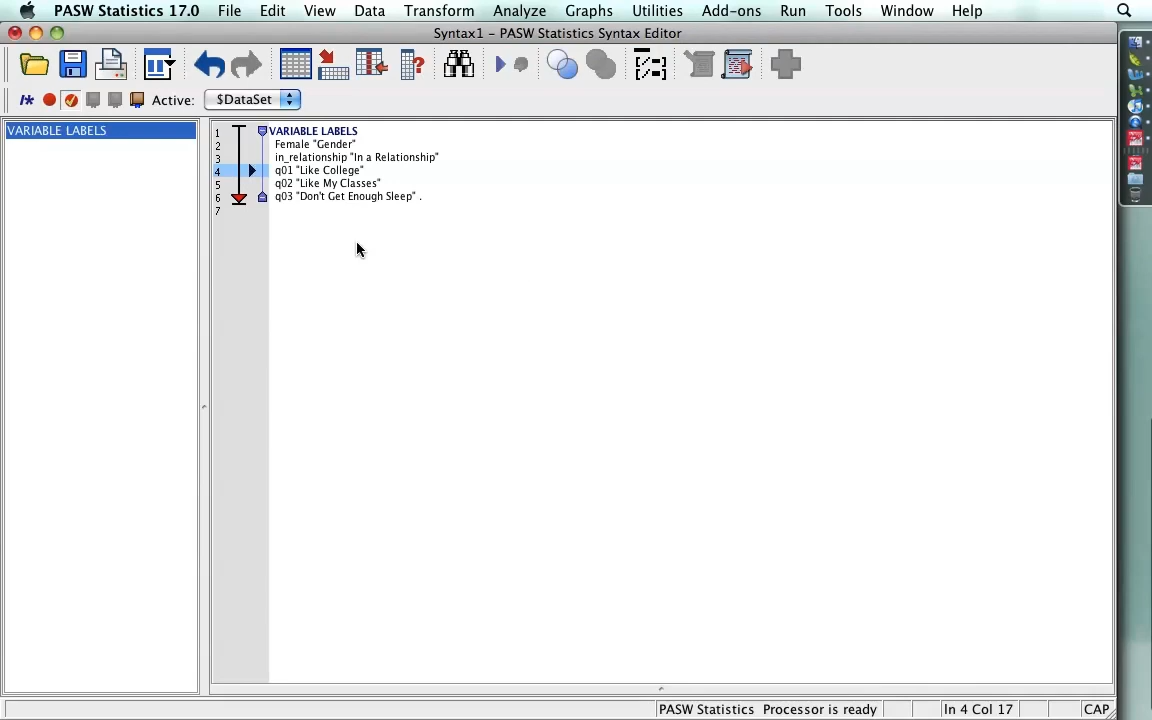 PASW Statistics 17.0 File Edit View Data Transform Analyze Graphs Utilities Add-ons Run Tools Window Help
Syntax1 - PASW Statistics Syntax Editor
Active: $DataSet
VARIABLE LABELS
1 VARIABLE LABELS
2 Female "Gender"
3 in_relationship "In a Relationship"
4 q01 "Like College"
5 q02 "Like My Classes"
6 q03 "Don't Get Enough Sleep" .
7
PASW Statistics Processor is ready In 4 Col 17 CAP